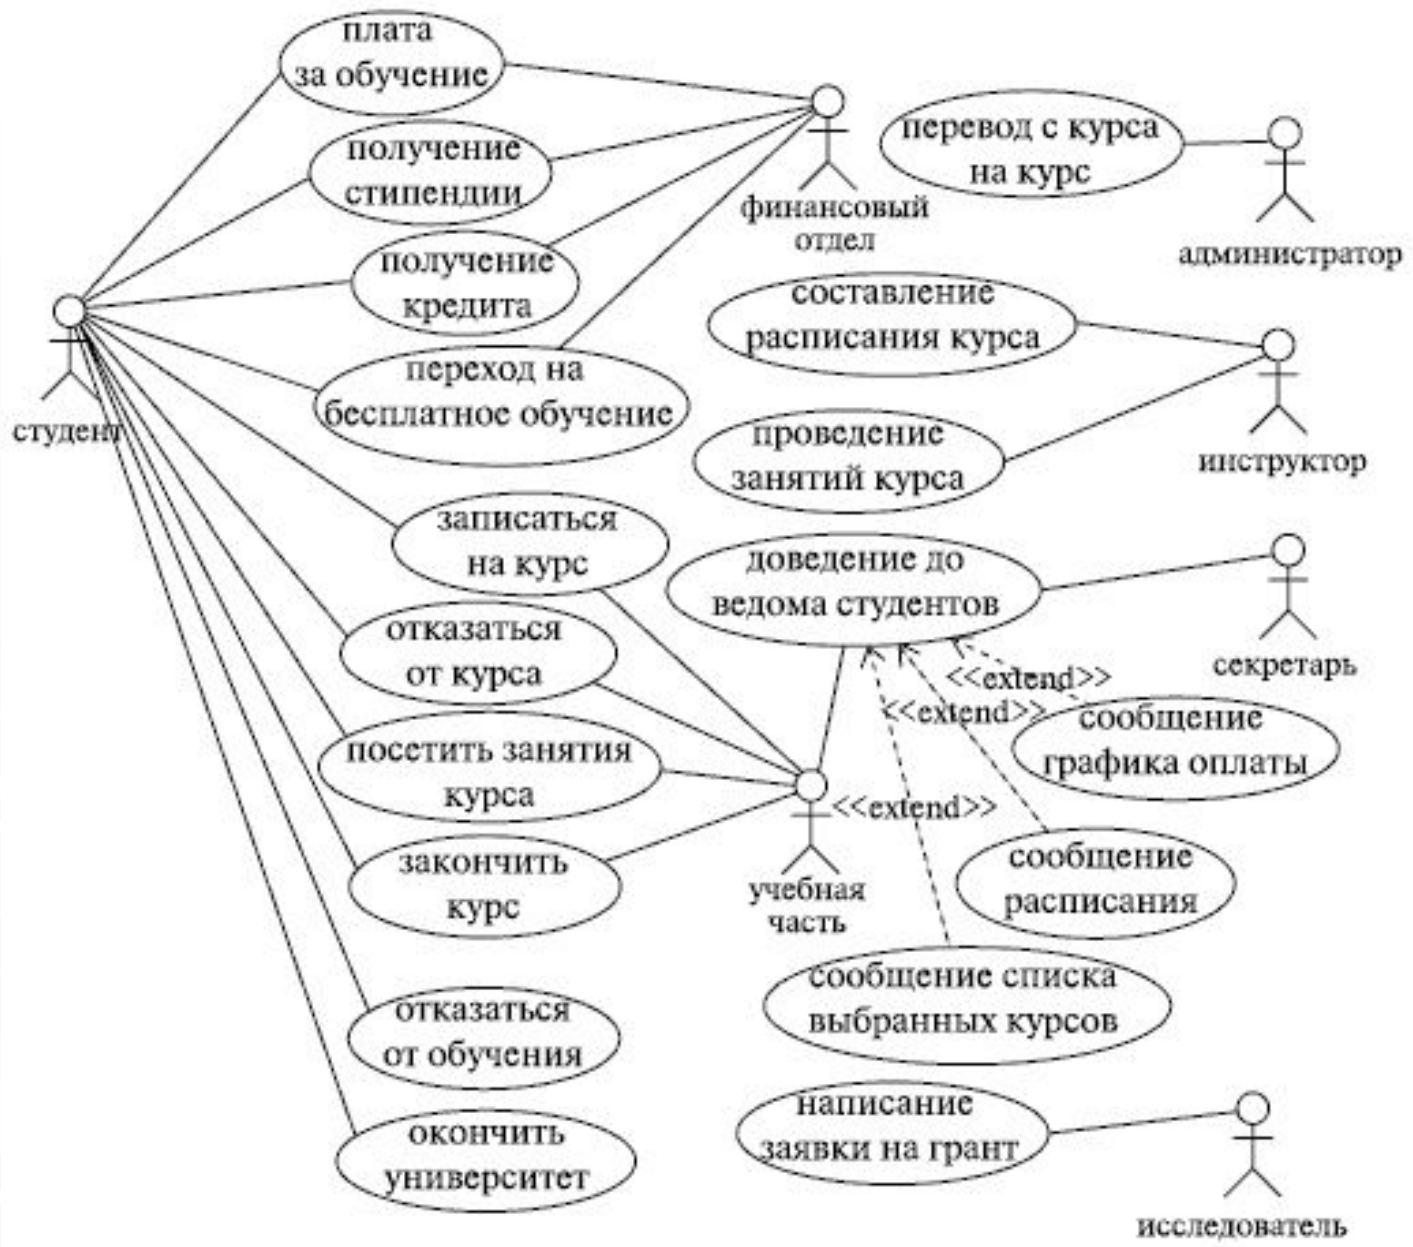 плата
за обучение
получение
стипендии
получение
кредита
переход на
бесплатное обучение
студент
записаться
на курс
отказаться
от курса
посетить занятия
курса
закончить
курс
отказаться
от обучения
окончить
университет
финансовый
отдел
перевод с курса
на курс
администратор
составление
расписания курса
проведение
занятий курса
инструктор
доведение до
ведома студентов
секретарь
<<extend>>
<<extend>>
<<extend>>
сообщение
графика оплаты
учебная
часть
сообщение
расписания
сообщение списка
выбранных курсов
написание
заявки на грант
исследователь